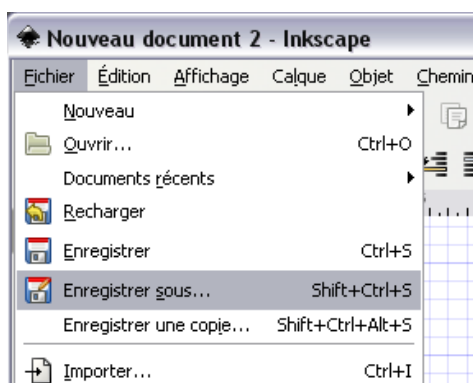 Nouveau document 2 - Inkscape
Fichier Édition Affichage Calque Objet Chemin
Nouveau
Ouvrir... Ctrl+O
Documents récents
Recharger
Enregistrer Ctrl+S
Enregistrer sous... Shift+Ctrl+S
Enregistrer une copie... Shift+Ctrl+Alt+S
Importer... Ctrl+I